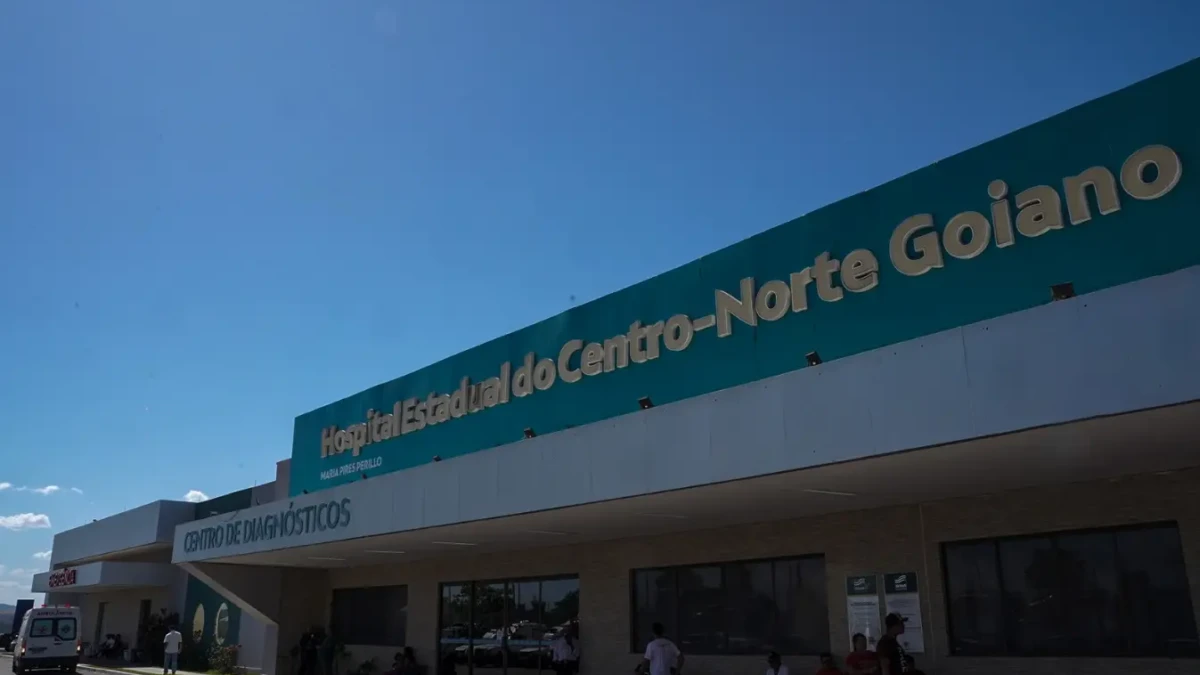 Hospital Estadual do Centro-Norte Goiano
MARIA PIRES PERILLO
CENTRO DE DIAGNÓSTICOS